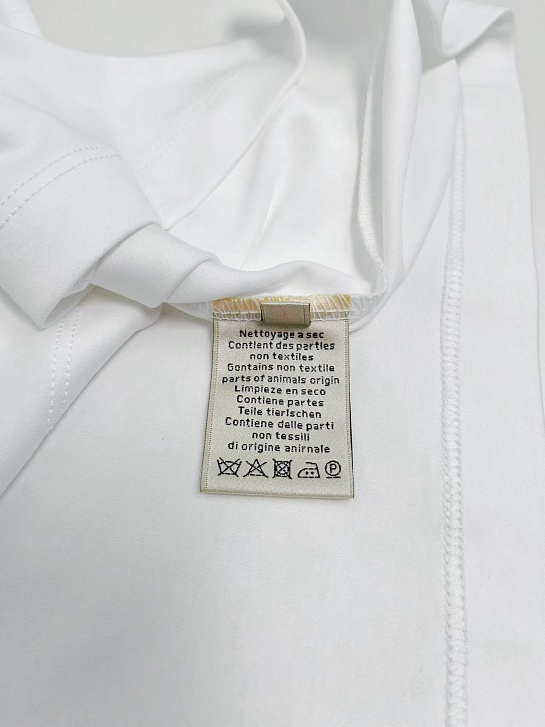 Nettoyage a sec
Contient des parties
non textiles
Gontains non textile
parts of animals origin
Limpieze en seco
Contiene partes
Teile tierlschen
Contiene delle parti
non tessili
di origine anirnale
P